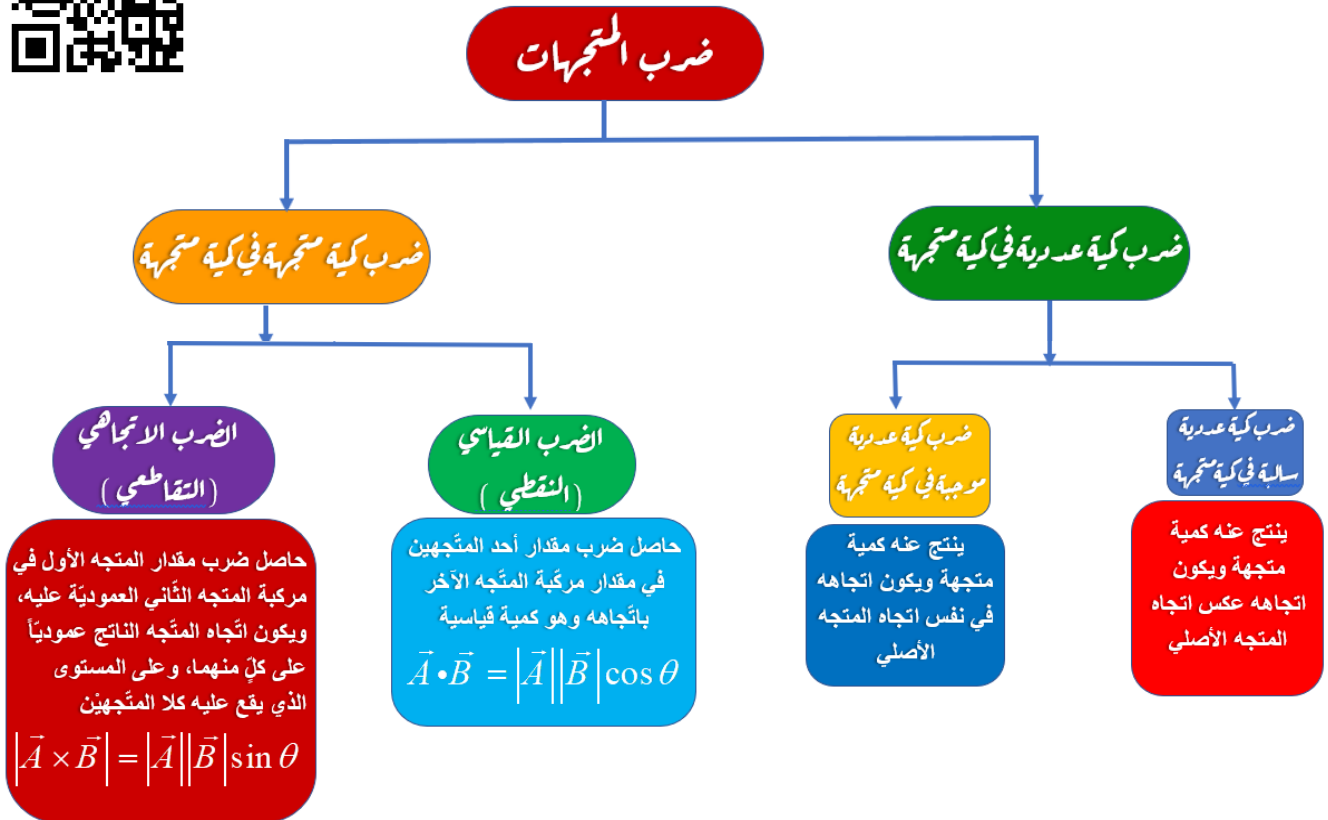 ضرب المتجهات
ضرب كمية عددية في كمية متجهة
ضرب كمية متجهة في كمية متجهة
ضرب كمية عددية
سالبة في كمية متجهة
ينتج عنه كمية
متجهة ويكون
اتجاهه عكس اتجاه
المتجه الأصلي
ضرب كمية عددية
موجبة في كمية متجهة
ينتج عنه كمية
متجهة ويكون اتجاهه
في نفس اتجاه المتجه
الأصلي
الضرب القياسي
(النقطي )
حاصل ضرب مقدار أحد المتّجهين
في مقدار مركّبة المتّجه الآخر
باتّجاهه وهو كمية قياسية
A⃗ • B⃗ = |A⃗||B⃗| cos θ
الضرب الاتجاهي
(التقاطعي )
حاصل ضرب مقدار المتجه الأول في
مركبة المتجه الثّاني العموديّة عليه،
ويكون اتّجاه المتّجه الناتج عموديّاً
على كلٍّ منهما، وعلى المستوى
الذي يقع عليه كلا المتّجهيْن
|A⃗ × B⃗| = |A⃗||B⃗| sin θ